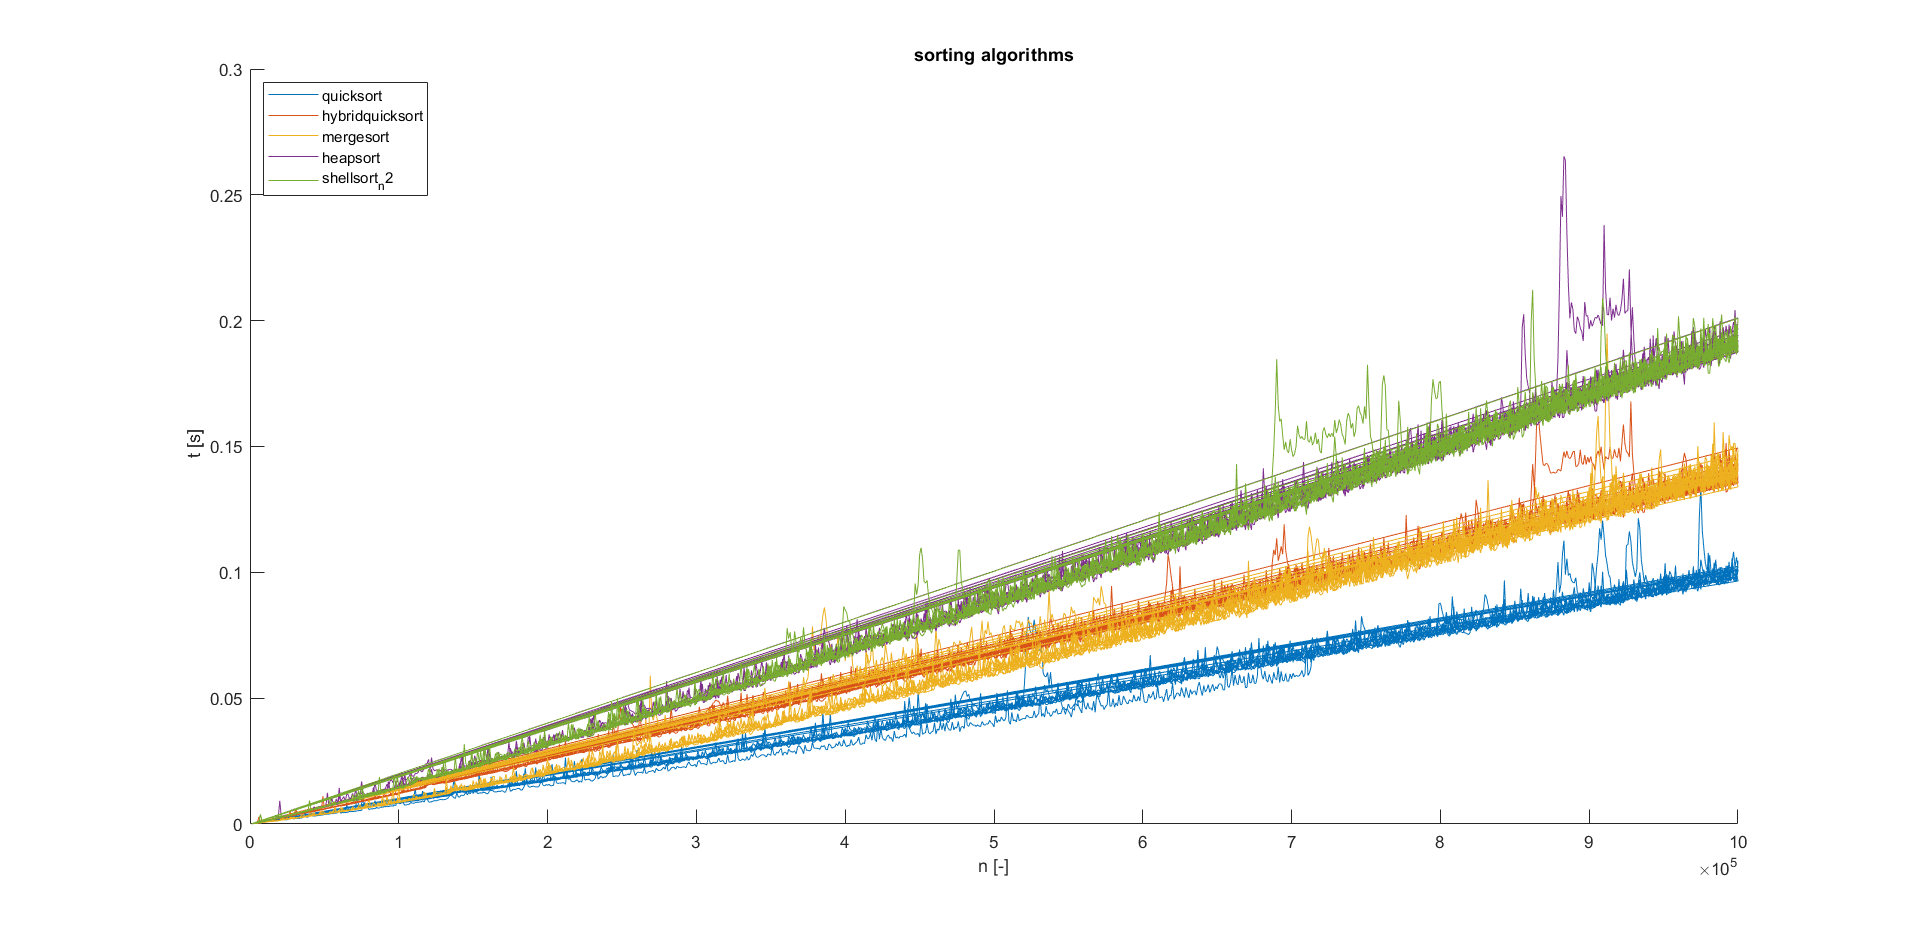 sorting algorithms
0.3
quicksort
hybridquicksort
mergesort
heapsort
shellsort_n2
0.25
0.2
t [s]
0.15
0.1
0.05
0
0 1 2 3 4 5 6 7 8 9 10
n [-]
×10^5